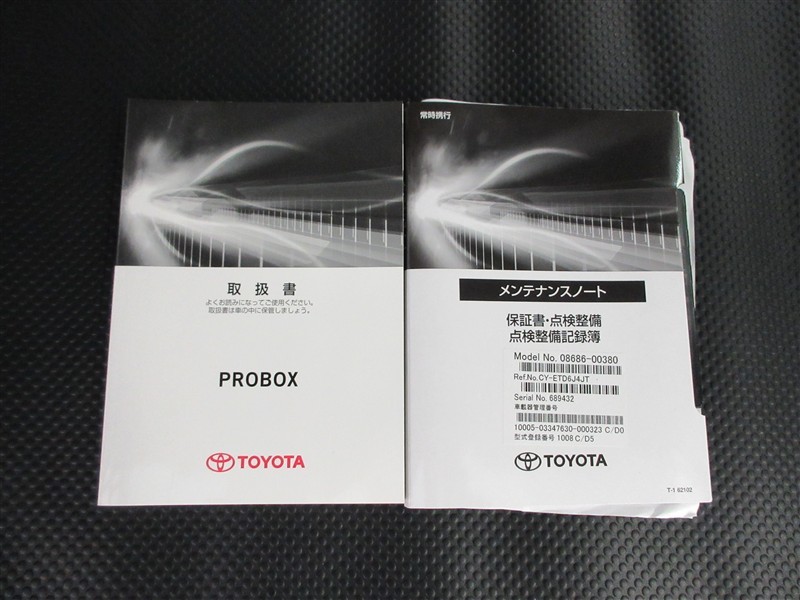 取扱書
よくお読みになってご使用ください。
取扱書は車の中に保管しましょう。
PROBOX
TOYOTA
常時携行
メンテナンスノート
保証書・点検整備
点検整備記録簿
Model No. 08686-00380
Ref.No.CY-ETD6J4JT
Serial No. 689432
車載器管理番号
10005-03347630-000323 C/D0
型式登録番号 1008 C/D5
TOYOTA
T-1 62102